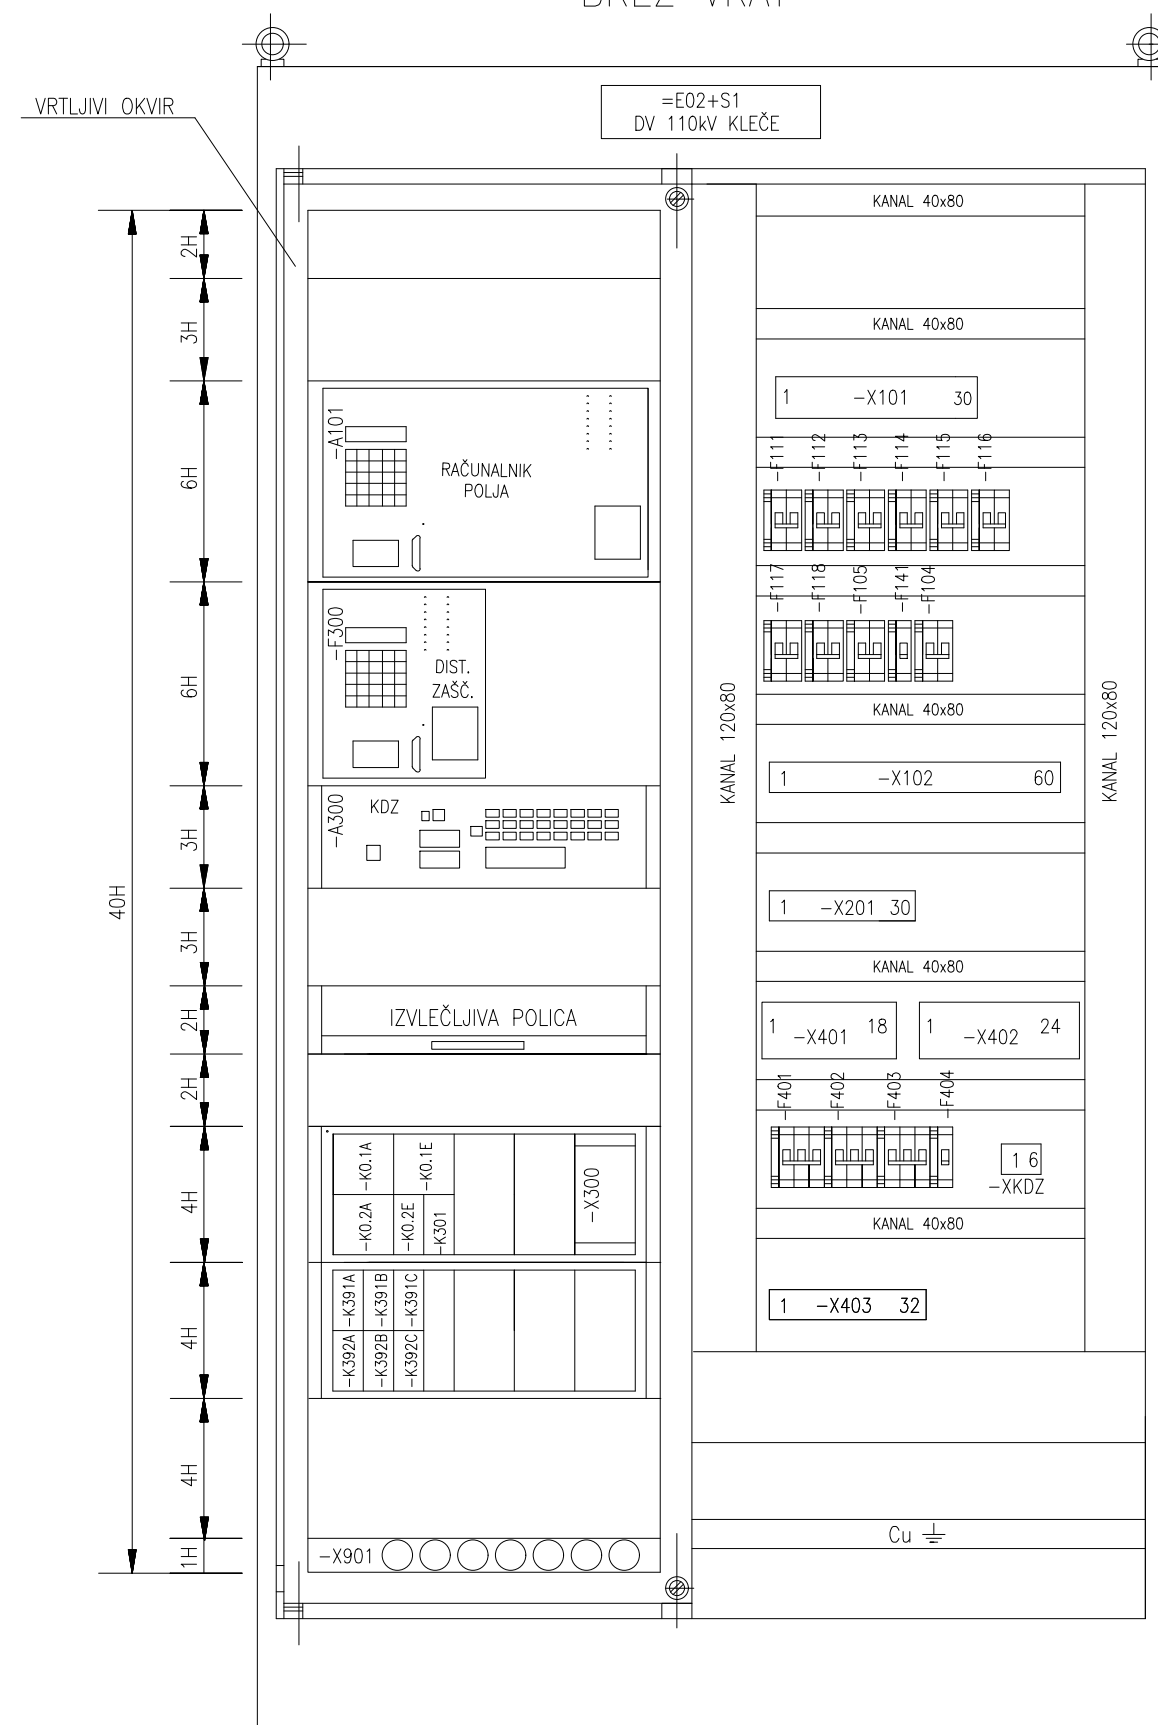 VRTLJIVI OKVIR
=E02+S1
DV 110kV KLEČE
40H
2H
3H
6H
6H
3H
3H
2H
2H
4H
4H
4H
1H
-A101
RAČUNALNIK
POLJA
-F300
DIST.
ZAŠČ.
-A300
KDZ
IZVLEČLJIVA POLICA
-K0.1A
-K0.1E
-K0.2A
-K0.2E
-K301
-X300
-K391A
-K391B
-K391C
-K392A
-K392B
-K392C
-X901
KANAL 120x80
KANAL 40x80
KANAL 40x80
1 -X101 30
-F111
-F112
-F113
-F114
-F115
-F116
-F117
-F118
-F105
-F141
-F104
KANAL 40x80
1 -X102 60
1 -X201 30
KANAL 40x80
1 -X401 18
1 -X402 24
-F401
-F402
-F403
-F404
1 6
-XKDZ
KANAL 40x80
1 -X403 32
KANAL 120x80
Cu